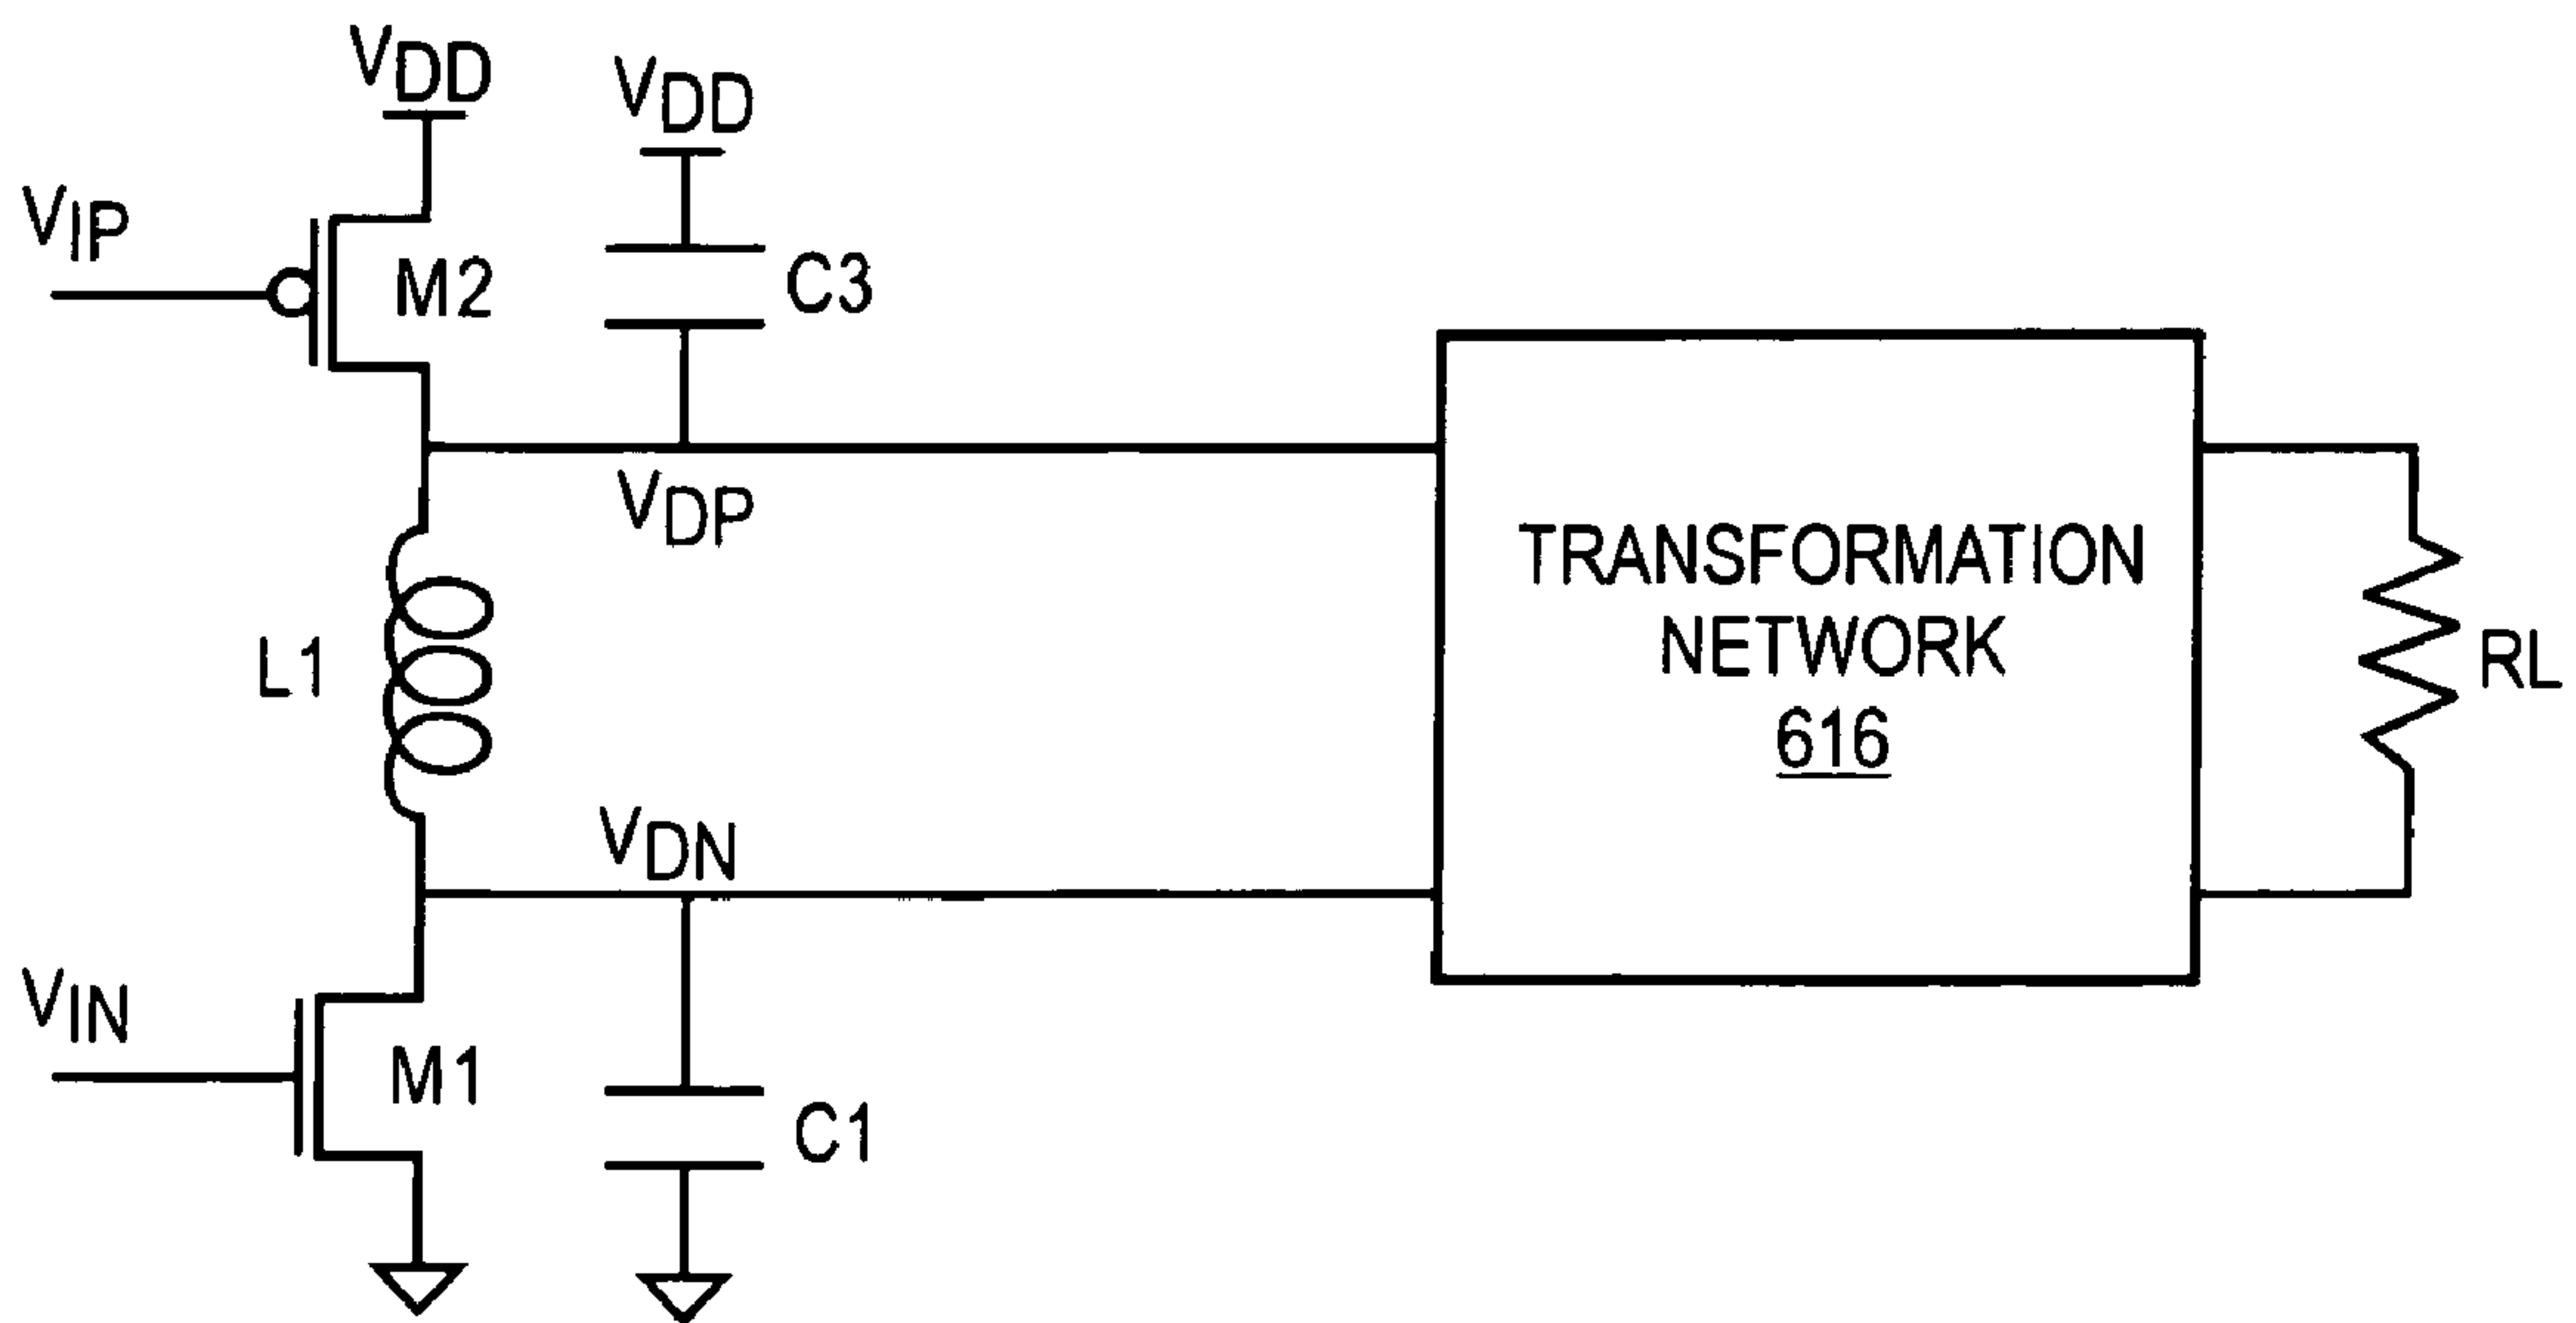 VDD
VDD
VIP
M2
C3
VDP
TRANSFORMATION
NETWORK
616
L1
RL
VDN
VIN
M1
C1